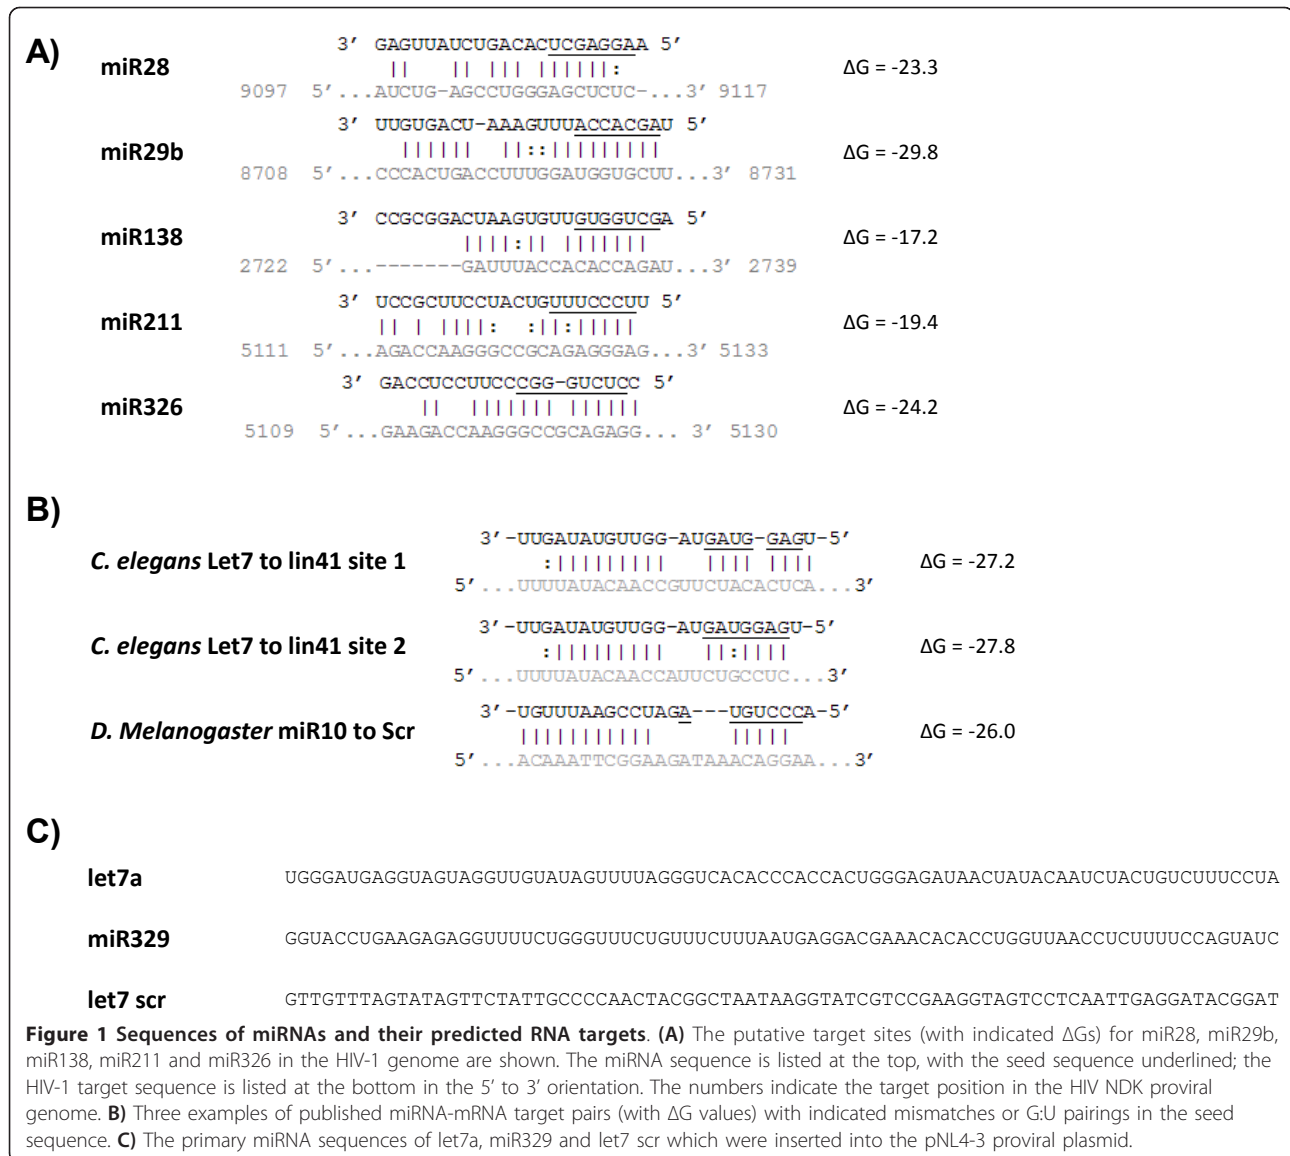 A)
3′ GAGUUAUCUGACACUCGAGGAA 5′
miR28
ΔG = -23.3
9097 5′...AUCUG-AGCCUGGGAGCUCUC-...3′ 9117
3′ UUGUGACU-AAAGUUUACCACGAU 5′
miR29b
ΔG = -29.8
8708 5′...CCCACUGACCUUUGGAUGGUGCUU...3′ 8731
3′ CCGCGGACUAAGUGUUGUGGUCGA 5′
miR138
ΔG = -17.2
2722 5′...-------GAUUUACCACACCAGAU...3′ 2739
3′ UCCGCUUCCUACUGUUUCCCUU 5′
miR211
ΔG = -19.4
5111 5′...AGACCAAGGGCCGCAGAGGGAG...3′ 5133
3′ GACCUCCUUCCCGG-GUCUCC 5′
miR326
ΔG = -24.2
5109 5′...GAAGACCAAGGGCCGCAGAGG... 3′ 5130
B)
3′-UUGAUAUGUUGG-AUGAUG-GAGU-5′
C. elegans Let7 to lin41 site 1
ΔG = -27.2
5′...UUUUAUACAACCGUUCUACACUCA...3′
3′-UUGAUAUGUUGG-AUGAUGGAGU-5′
C. elegans Let7 to lin41 site 2
ΔG = -27.8
5′...UUUUAUACAACCAUUCUGCCUC...3′
3′-UGUUUAAGCCUAGA---UGUCCCA-5′
D. Melanogaster miR10 to Scr
ΔG = -26.0
5′...ACAAATTCGGAAGATAAACAGGAA...3′
C)
let7a UGGGAUGAGGUAGUAGGUUGUAUAGUUUUAGGGUCACACCCACCACUGGGAGAUAACUAUACAAUCUACUGUCUUUCCUA
miR329 GGUACCUGAAGAGAGGUUUUCUGGGUUUCUGUUUCUUUAAUGAGGACGAAACACACCUGGUUAACCUCUUUUCCAGUAUC
let7 scr GTTGTTTAGTATAGTTCTATTGCCCCAACTACGGCTAATAAGGTATCGTCCGAAGGTAGTCCTCAATTGAGGATACGGAT
Figure 1 Sequences of miRNAs and their predicted RNA targets. (A) The putative target sites (with indicated ΔGs) for miR28, miR29b,
miR138, miR211 and miR326 in the HIV-1 genome are shown. The miRNA sequence is listed at the top, with the seed sequence underlined; the
HIV-1 target sequence is listed at the bottom in the 5′ to 3′ orientation. The numbers indicate the target position in the HIV NDK proviral
genome. B) Three examples of published miRNA-mRNA target pairs (with ΔG values) with indicated mismatches or G:U pairings in the seed
sequence. C) The primary miRNA sequences of let7a, miR329 and let7 scr which were inserted into the pNL4-3 proviral plasmid.